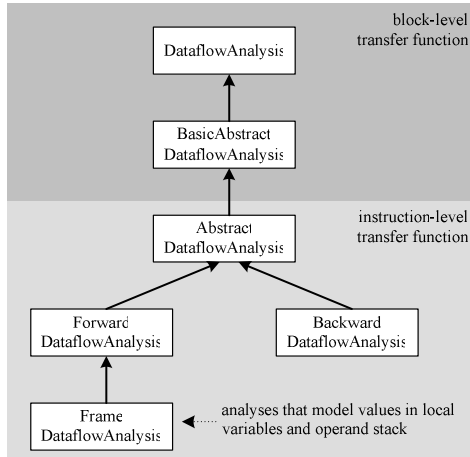 block-level
transfer function
DataflowAnalysis
BasicAbstract
DataflowAnalysis
instruction-level
transfer function
Abstract
DataflowAnalysis
Forward
DataflowAnalysis
Backward
DataflowAnalysis
Frame
DataflowAnalysis
analyses that model values in local
variables and operand stack